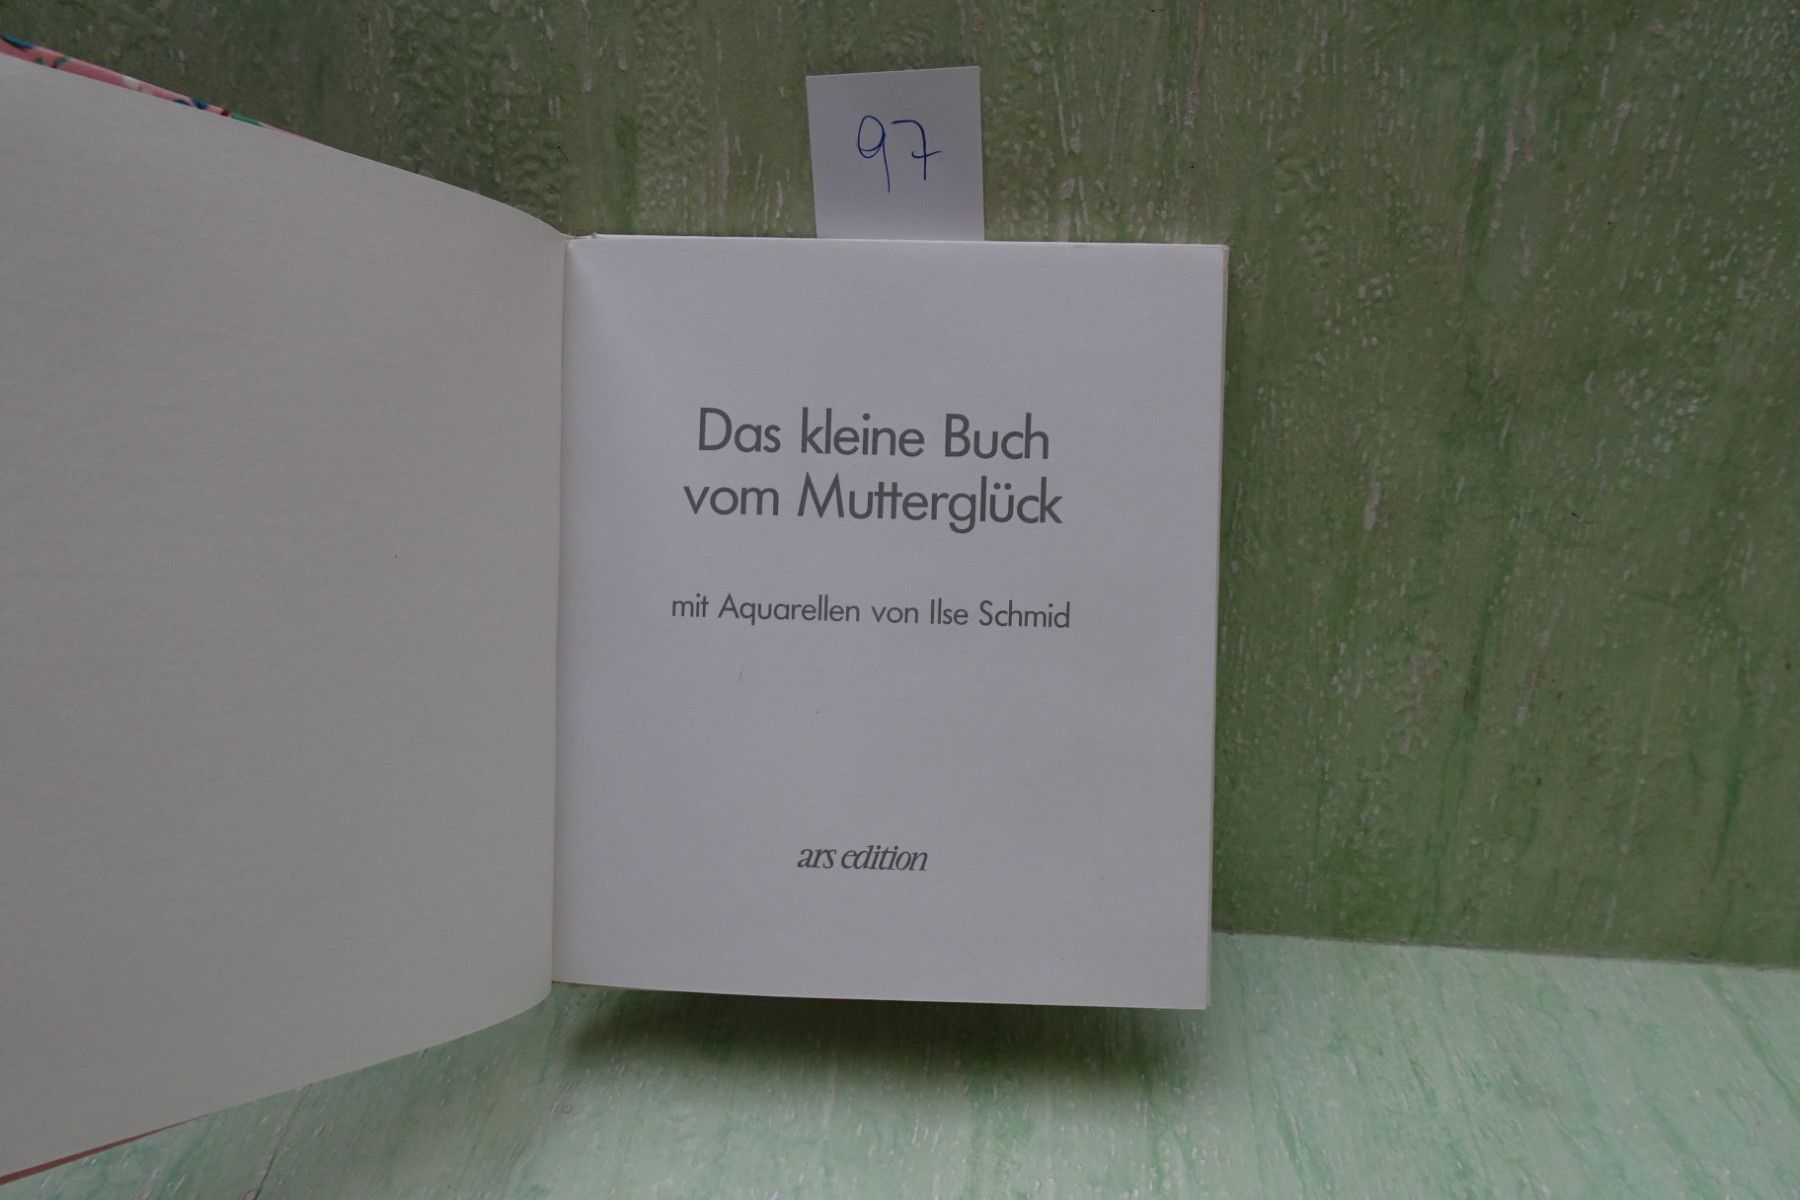 97
Das kleine Buch
vom Mutterglück
mit Aquarellen von Ilse Schmid
ars edition